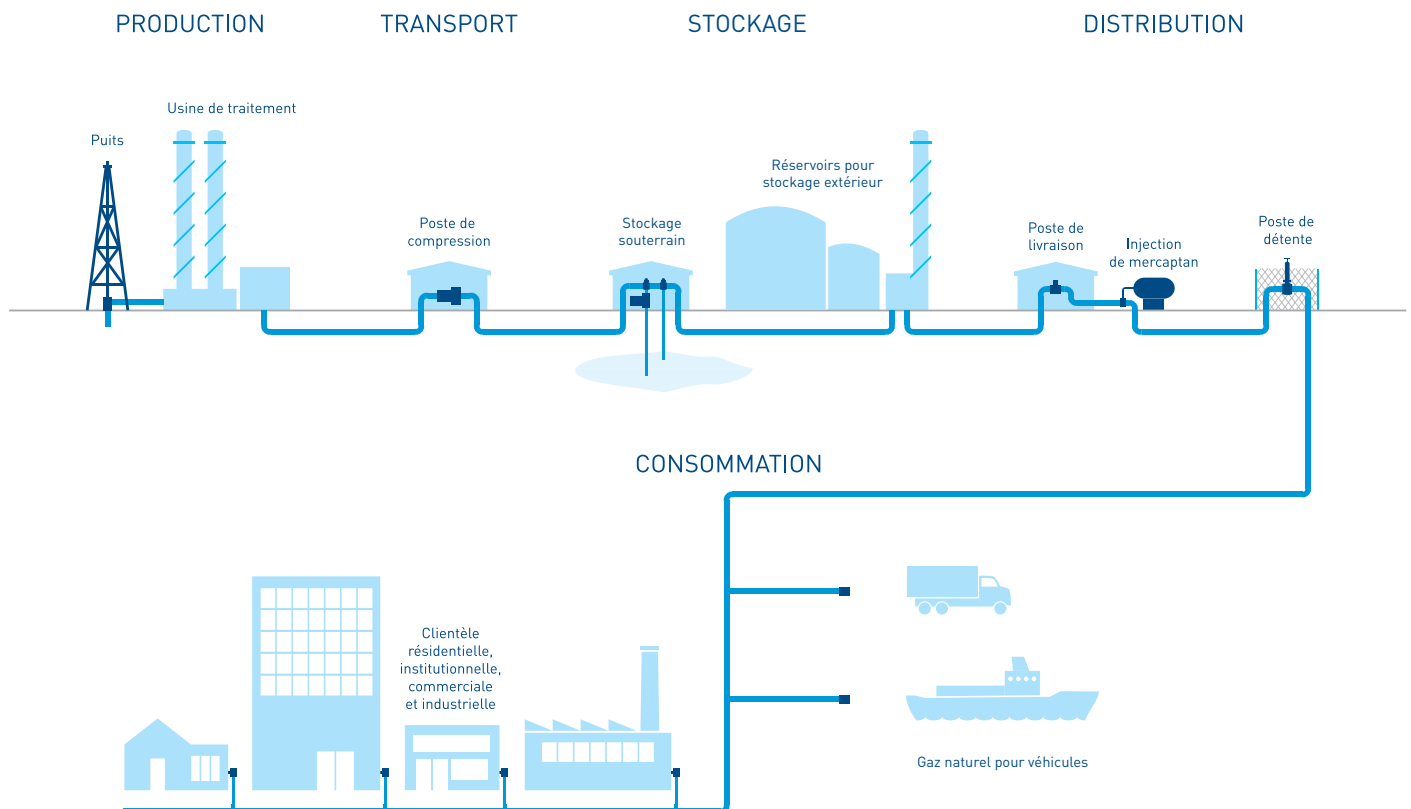 PRODUCTION
TRANSPORT
STOCKAGE
DISTRIBUTION
Usine de traitement
Puits
Poste de
compression
Stockage
souterrain
Réservoirs pour
stockage extérieur
Poste de
livraison
Injection
de mercaptan
Poste de
détente
CONSOMMATION
Clientèle
résidentielle,
institutionnelle,
commerciale
et industrielle
Gaz naturel pour véhicules